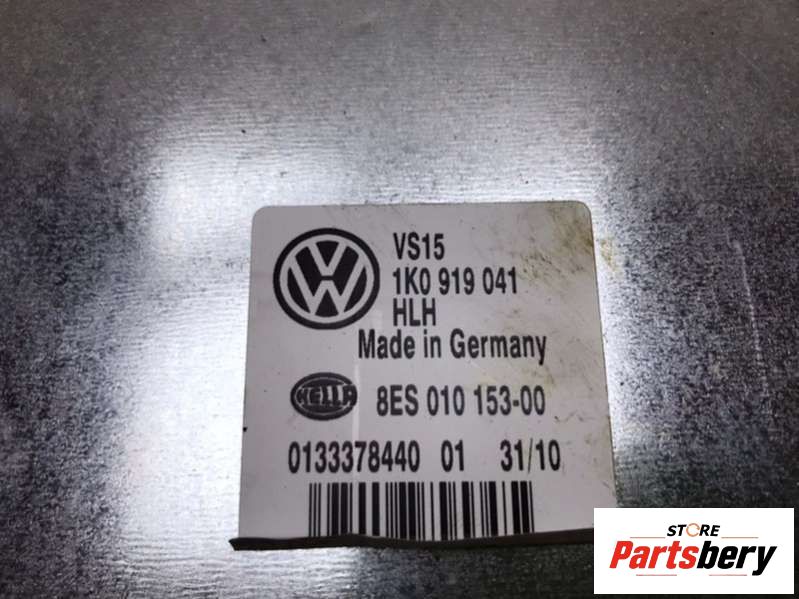 VS15
1K0 919 041
HLH
Made in Germany
HELLA
8ES 010 153-00
0133378440 01 31/10
STORE
Partsbery